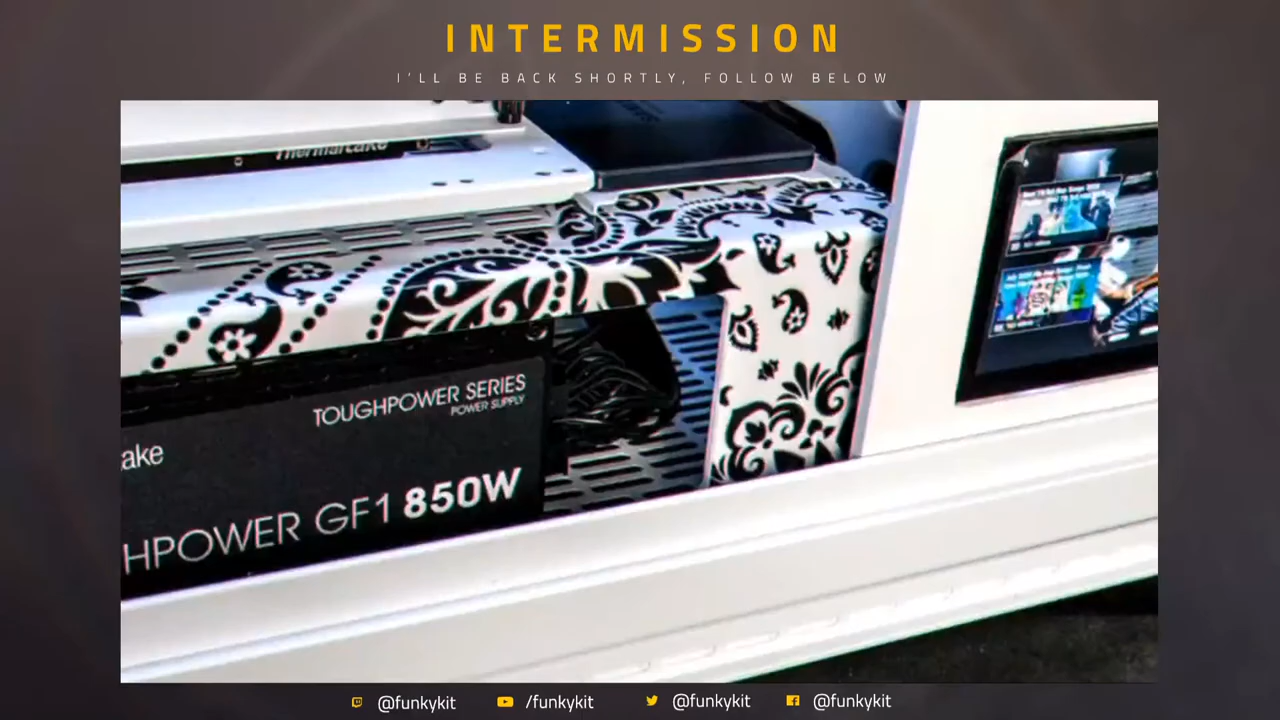 INTERMISSION
I'LL BE BACK SHORTLY, FOLLOW BELOW
Thermaltake
TOUGHPOWER SERIES
POWER SUPPLY
ake
HPOWER GF1 850W
@funkykit
/funkykit
@funkykit
@funkykit